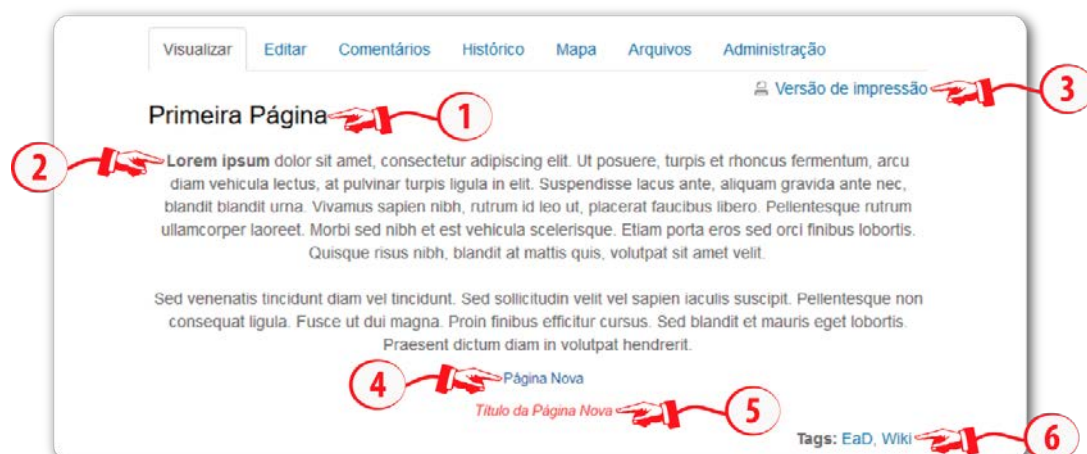 Visualizar Editar Comentários Histórico Mapa Arquivos Administração
Versão de impressão 3
Primeira Página 1
2 Lorem ipsum dolor sit amet, consectetur adipiscing elit. Ut posuere, turpis et rhoncus fermentum, arcu
diam vehicula lectus, at pulvinar turpis ligula in elit. Suspendisse lacus ante, aliquam gravida ante nec,
blandit blandit urna. Vivamus sapien nibh, rutrum id leo ut, placerat faucibus libero. Pellentesque rutrum
ullamcorper laoreet. Morbi sed nibh et est vehicula scelerisque. Etiam porta eros sed orci finibus lobortis.
Quisque risus nibh, blandit at mattis quis, volutpat sit amet velit.
Sed venenatis tincidunt diam vel tincidunt. Sed sollicitudin velit vel sapien iaculis suscipit. Pellentesque non
consequat ligula. Fusce ut dui magna. Proin finibus efficitur cursus. Sed blandit et mauris eget lobortis.
Praesent dictum diam in volutpat hendrerit.
4 Página Nova
Título da Página Nova 5
Tags: EaD, Wiki 6